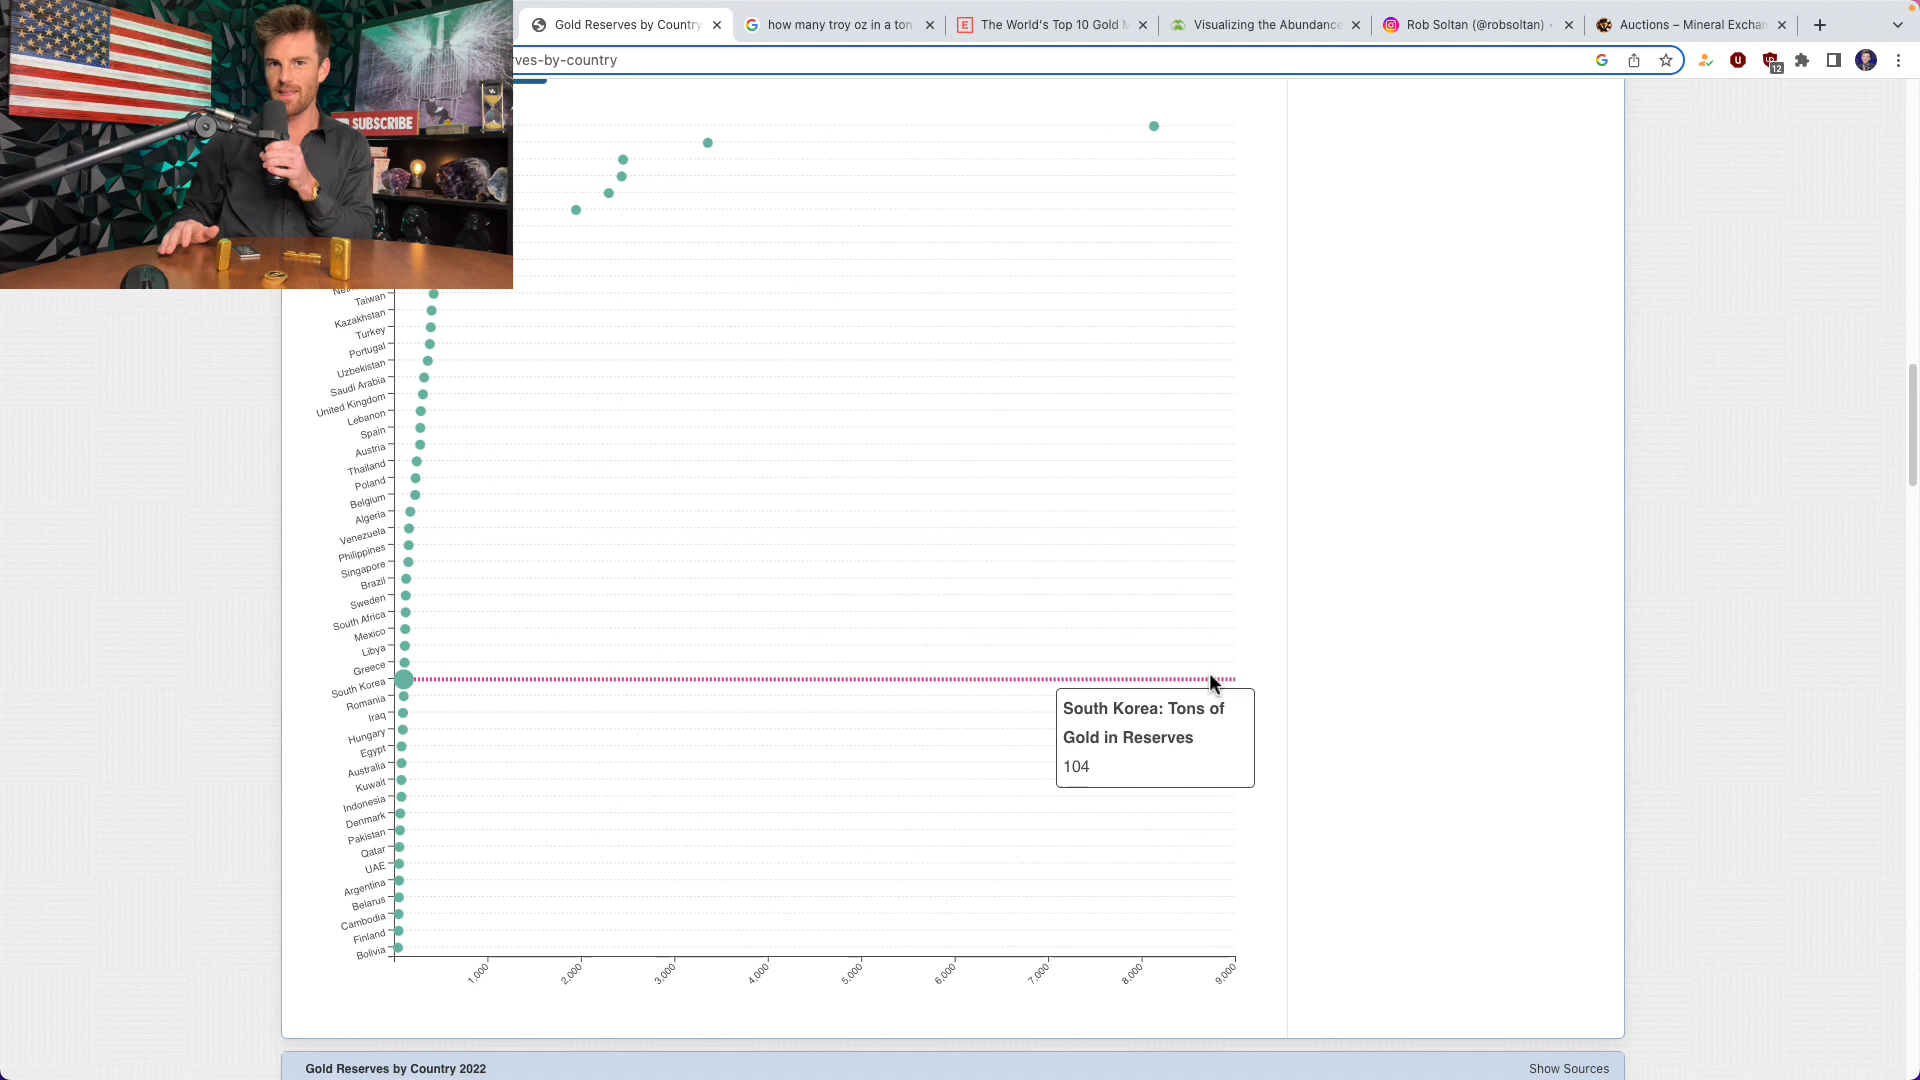 Gold Reserves by Country
how many troy oz in a ton
The World's Top 10 Gold M
Visualizing the Abundance
Rob Soltan (@robsoltan)
Auctions – Mineral Exchan
ves-by-country
12
SUBSCRIBE
Taiwan
Kazakhstan
Turkey
Portugal
Uzbekistan
Saudi Arabia
United Kingdom
Lebanon
Spain
Austria
Thailand
Poland
Belgium
Algeria
Venezuela
Philippines
Singapore
Brazil
Sweden
South Africa
Mexico
Libya
Greece
South Korea
Romania
Iraq
Hungary
Egypt
Australia
Kuwait
Indonesia
Denmark
Pakistan
Qatar
UAE
Argentina
Belarus
Cambodia
Finland
Bolivia
South Korea: Tons of
Gold in Reserves
104
1,000 2,000 3,000 4,000 5,000 6,000 7,000 8,000 9,000
Gold Reserves by Country 2022 Show Sources